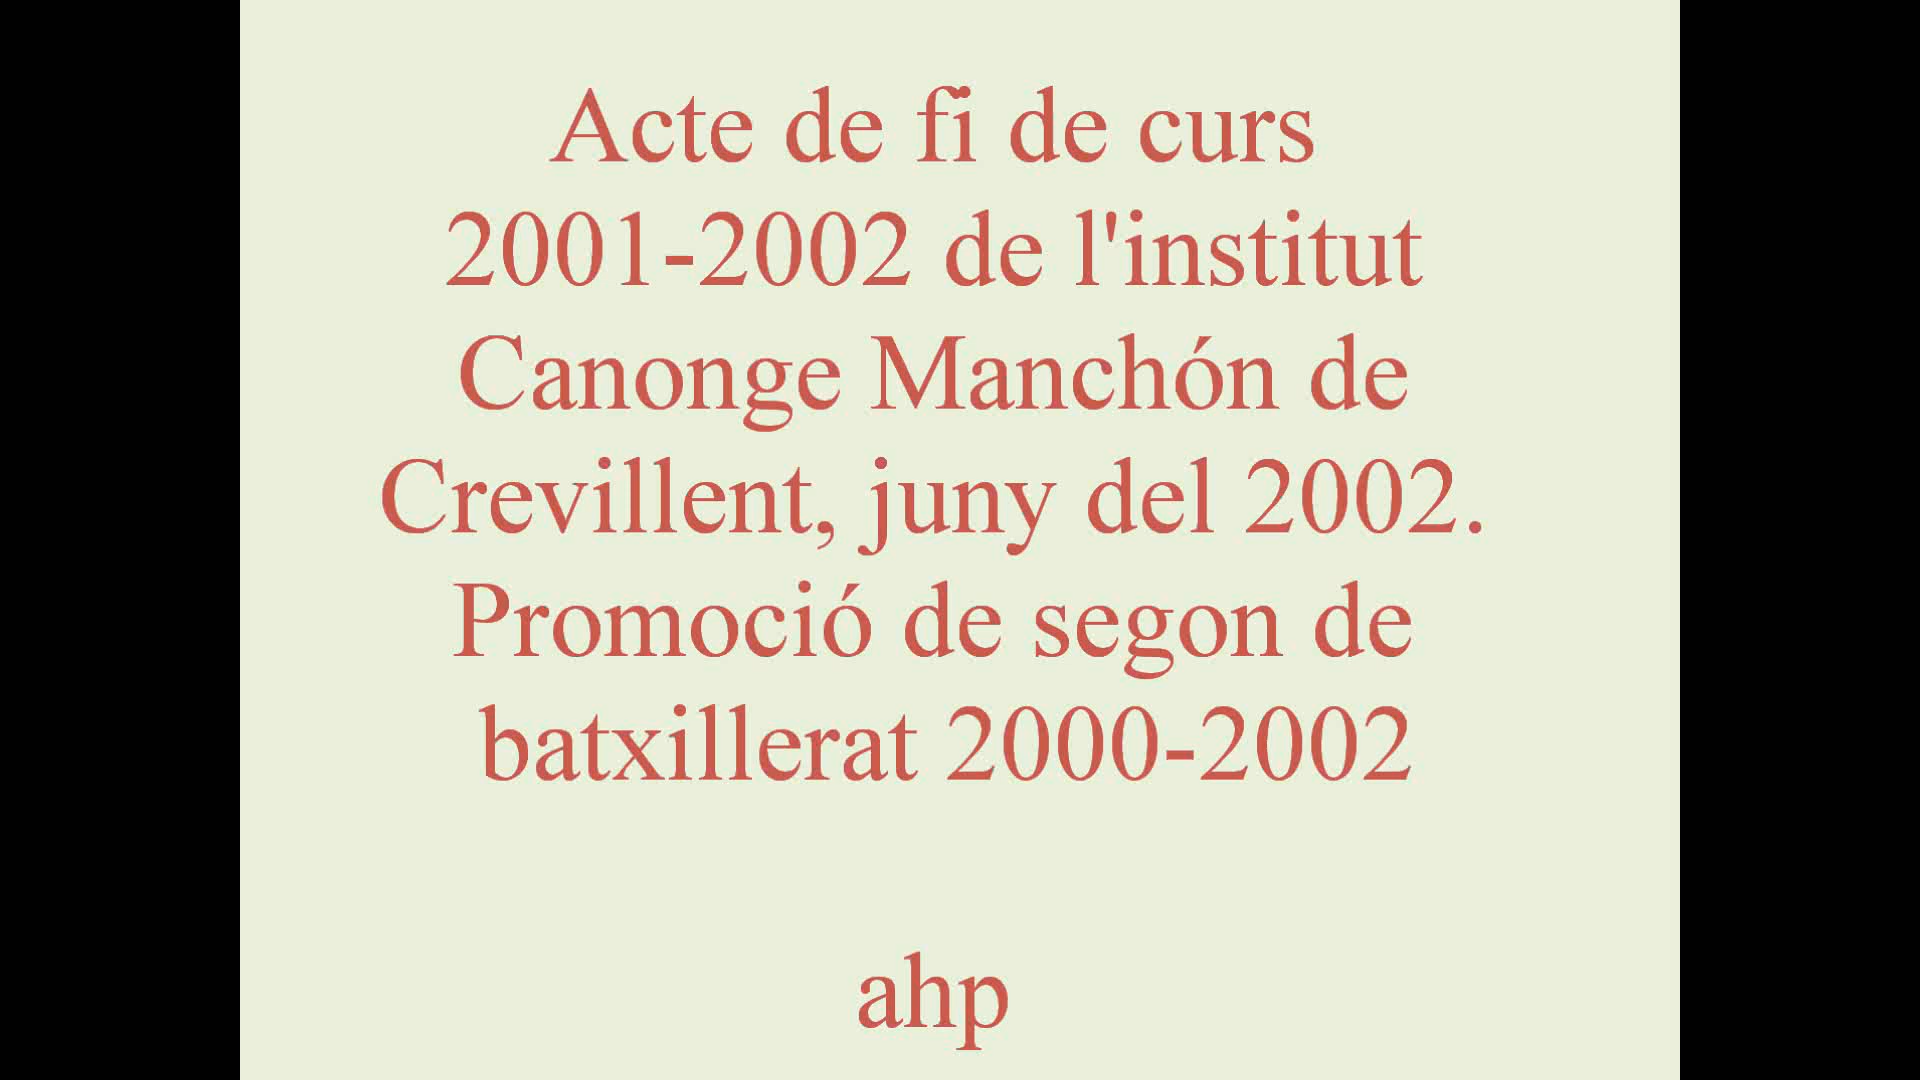 Acte de fi de curs
2001-2002 de l'institut
Canonge Manchón de
Crevillent, juny del 2002.
Promoció de segon de
batxillerat 2000-2002
ahp